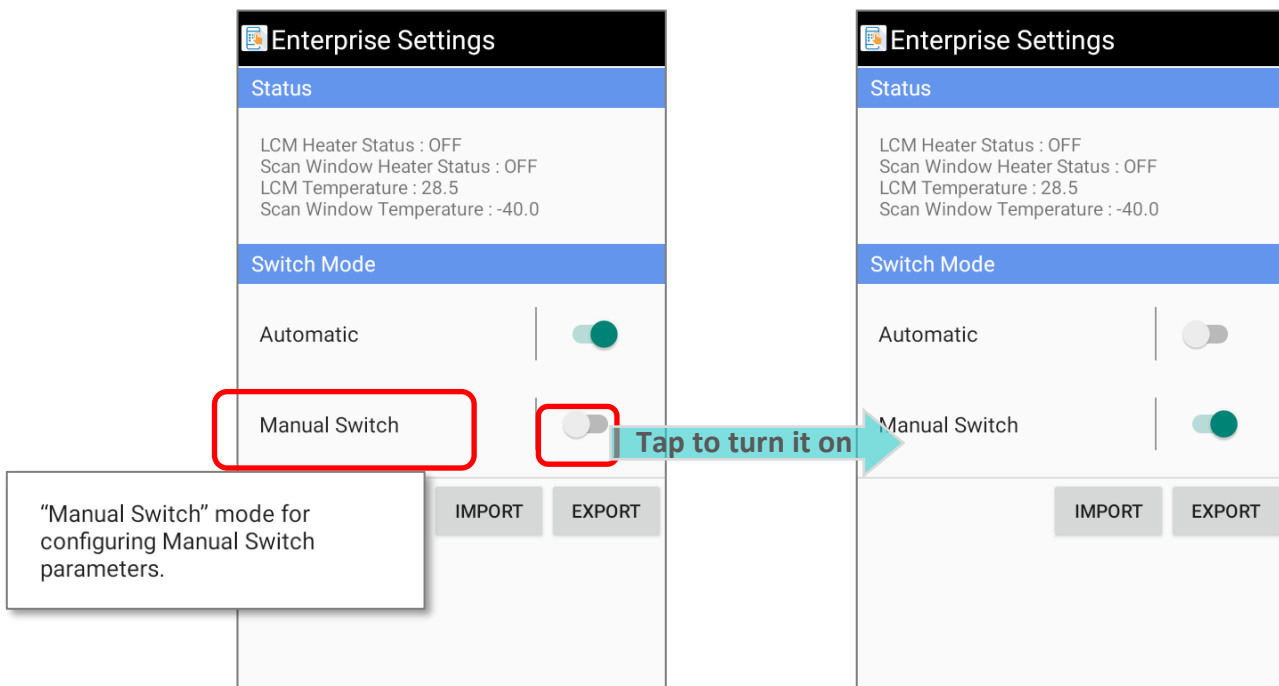 Enterprise Settings
Status
LCM Heater Status : OFF
Scan Window Heater Status : OFF
LCM Temperature : 28.5
Scan Window Temperature : -40.0
Switch Mode
Automatic
Manual Switch
IMPORT EXPORT
“Manual Switch” mode for
configuring Manual Switch
parameters.
Tap to turn it on
Enterprise Settings
Status
LCM Heater Status : OFF
Scan Window Heater Status : OFF
LCM Temperature : 28.5
Scan Window Temperature : -40.0
Switch Mode
Automatic
Manual Switch
IMPORT EXPORT